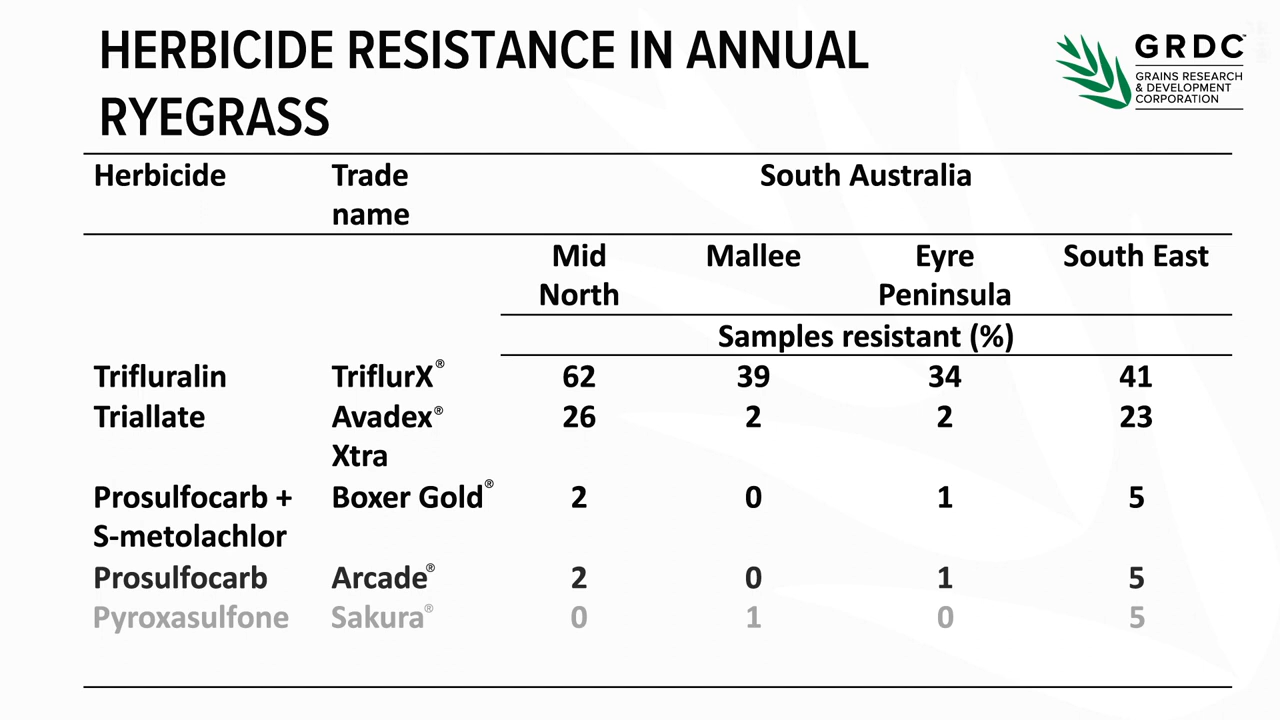 HERBICIDE RESISTANCE IN ANNUAL
RYEGRASS
GRDC™
GRAINS RESEARCH
& DEVELOPMENT
CORPORATION
Herbicide Trade South Australia
name
Mid Mallee Eyre South East
North Peninsula
Samples resistant (%)
Trifluralin TriflurX® 62 39 34 41
Triallate Avadex® 26 2 2 23
Xtra
Prosulfocarb + Boxer Gold® 2 0 1 5
S-metolachlor
Prosulfocarb Arcade® 2 0 1 5
Pyroxasulfone Sakura® 0 1 0 5